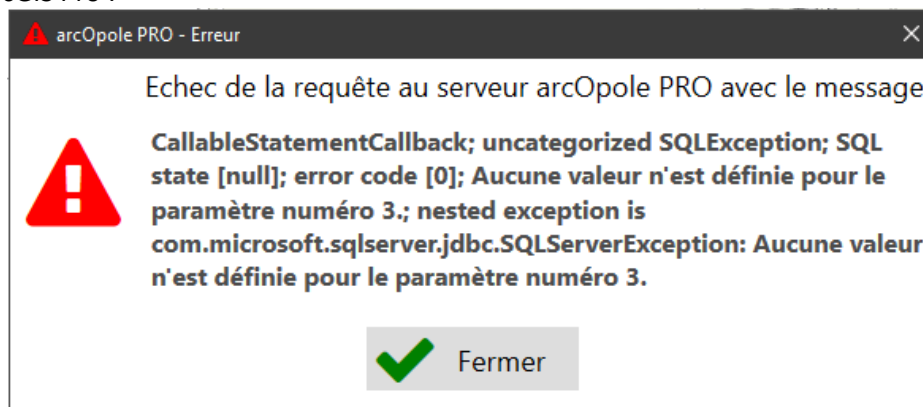 arcOpole PRO - Erreur
Echec de la requête au serveur arcOpole PRO avec le message
CallableStatementCallback; uncategorized SQLException; SQL
state [null]; error code [0]; Aucune valeur n'est définie pour le
paramètre numéro 3.; nested exception is
com.microsoft.sqlserver.jdbc.SQLServerException: Aucune valeur
n'est définie pour le paramètre numéro 3.
Fermer